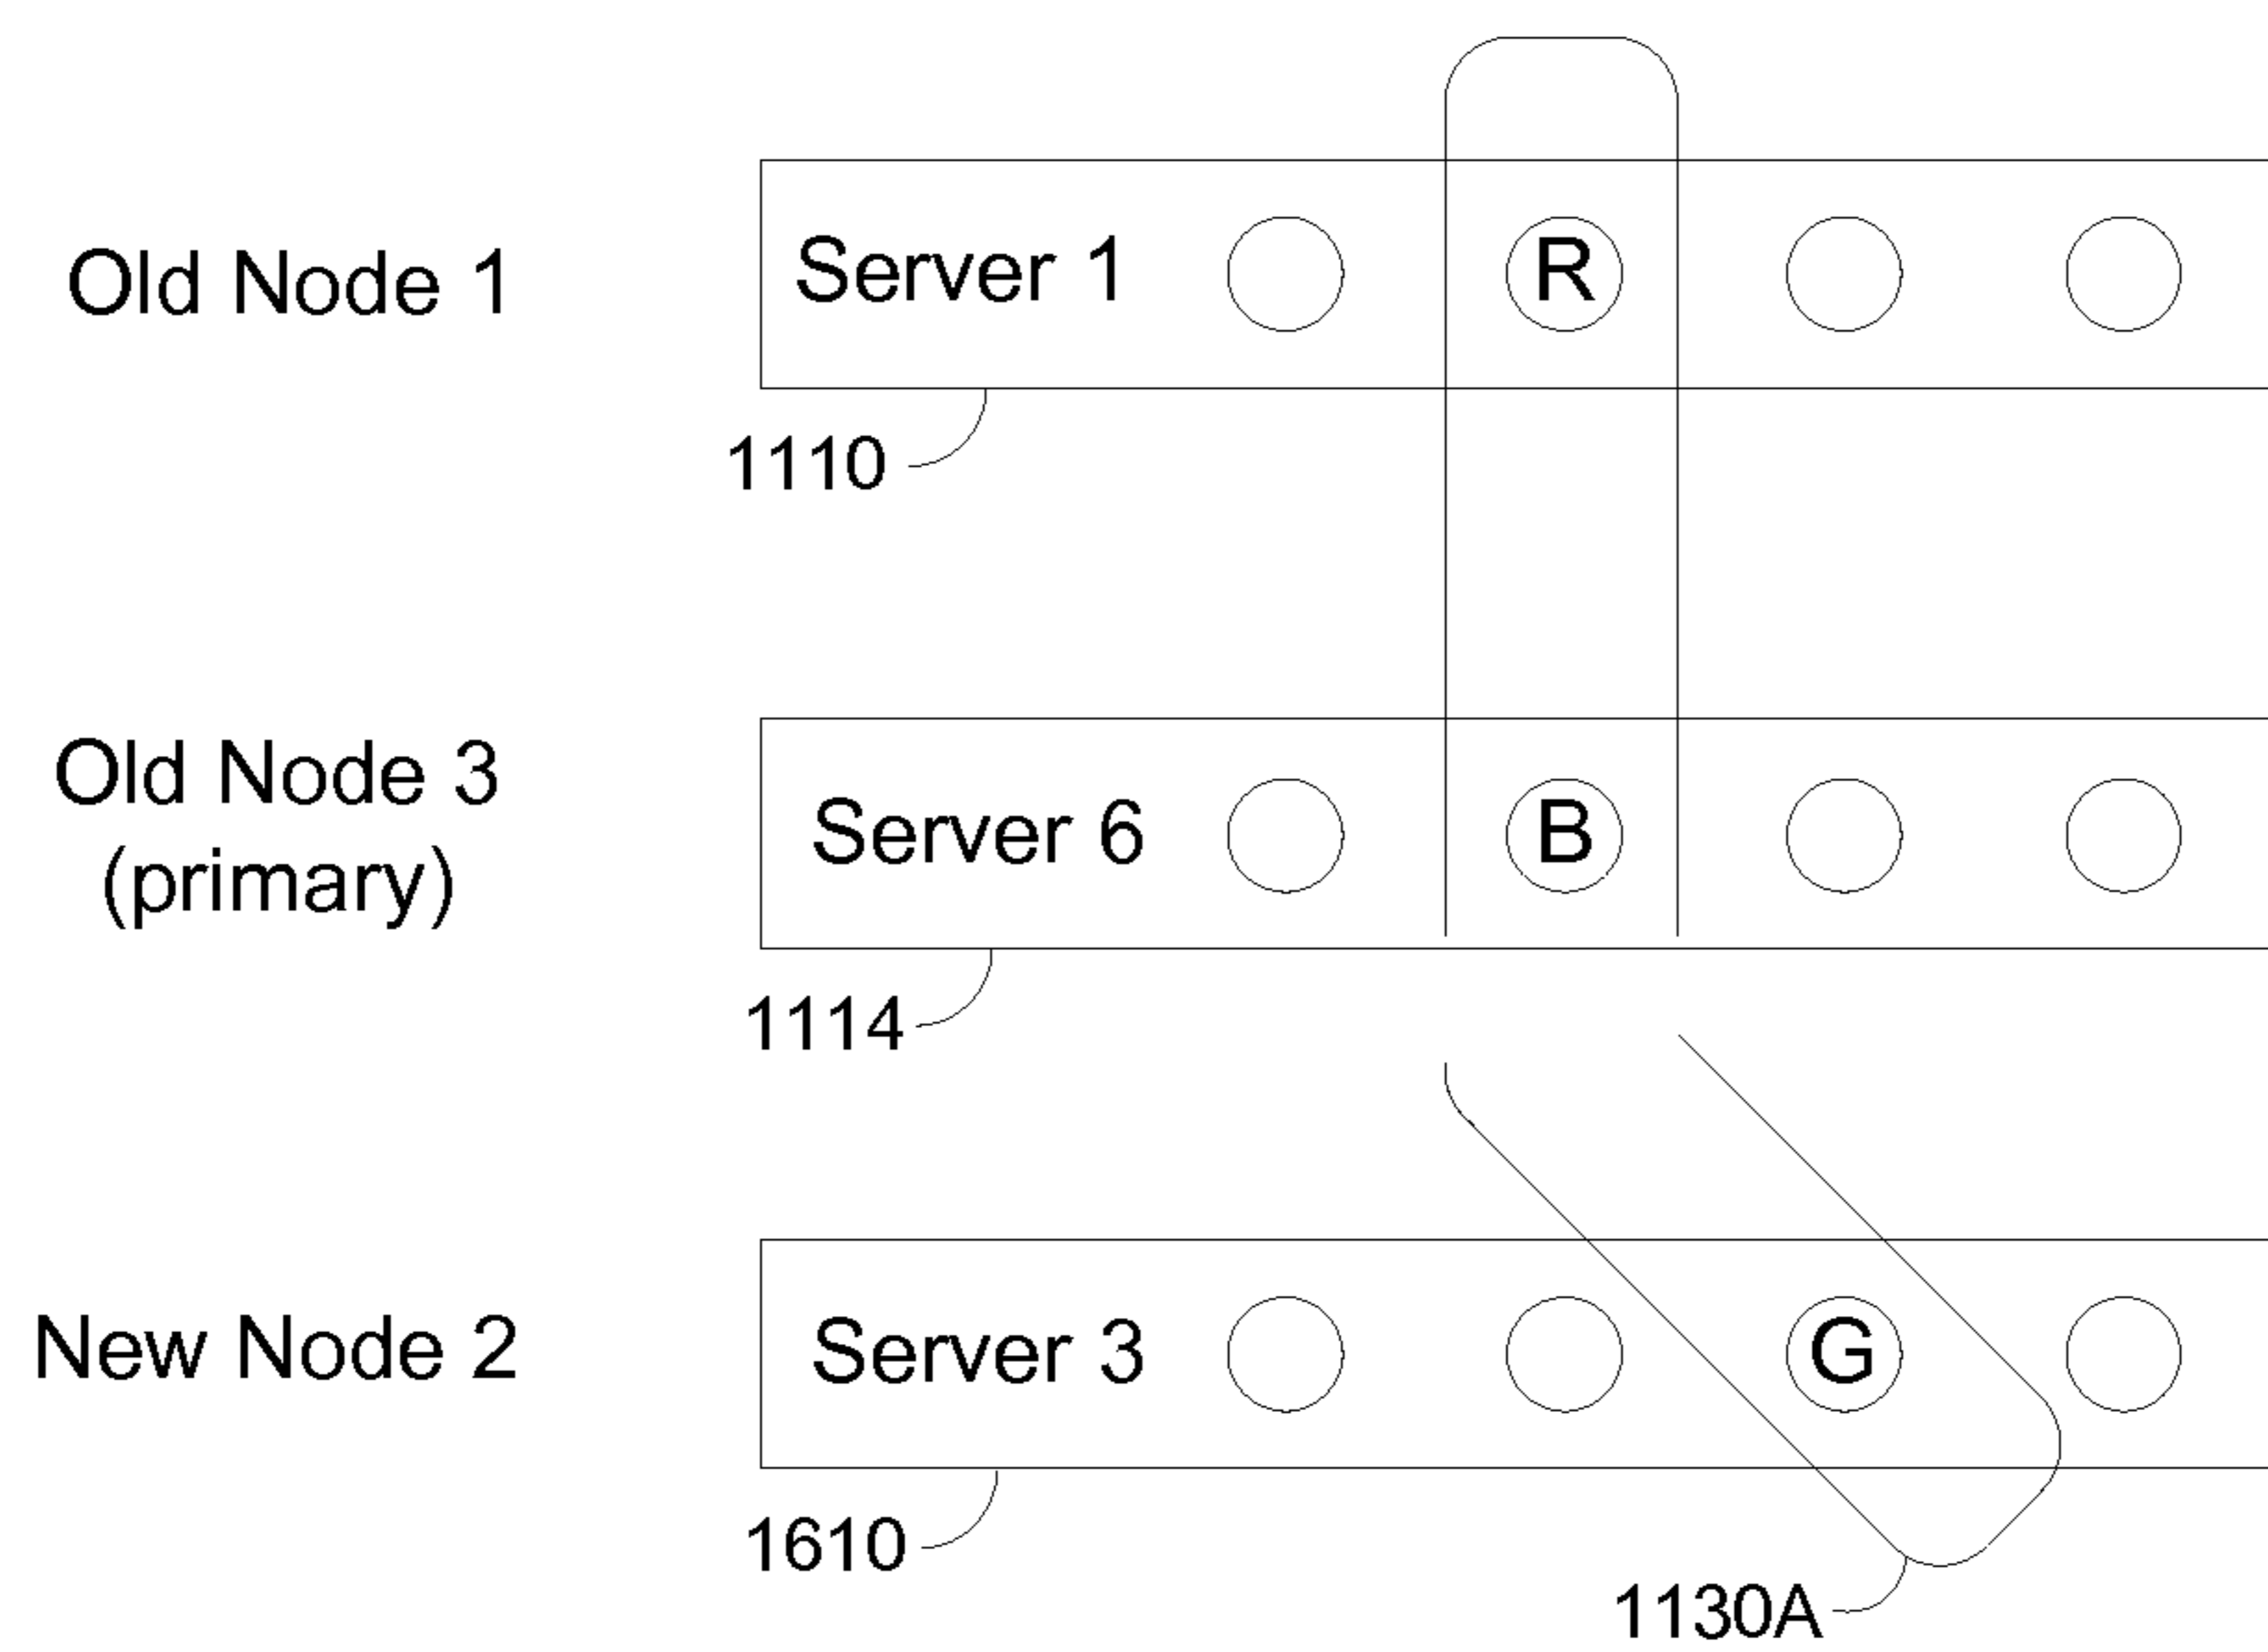 Old Node 1
Server 1
R
1110
Old Node 3
(primary)
Server 6
B
1114
New Node 2
Server 3
G
1610
1130A